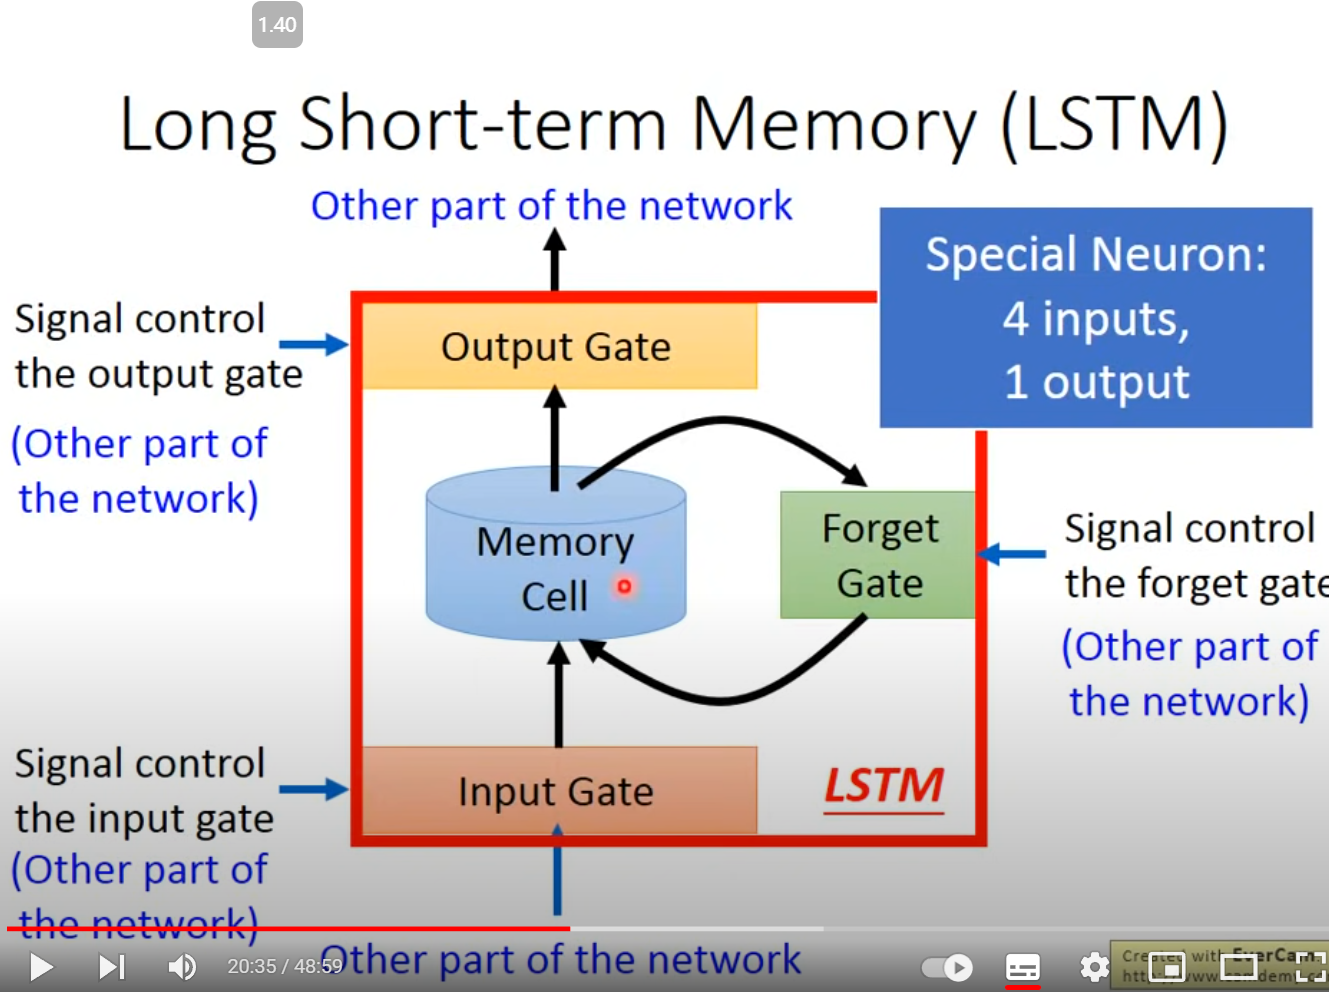 1.40
Long Short-term Memory (LSTM)
Other part of the network
Special Neuron:
4 inputs,
1 output
Signal control
the output gate
(Other part of
the network)
Output Gate
Memory
Cell
Forget
Gate
Signal control
the forget gate
(Other part of
the network)
Signal control
the input gate
(Other part of
the network)
Input Gate
LSTM
Other part of the network
20:35 / 48:59
Created with EverCam.